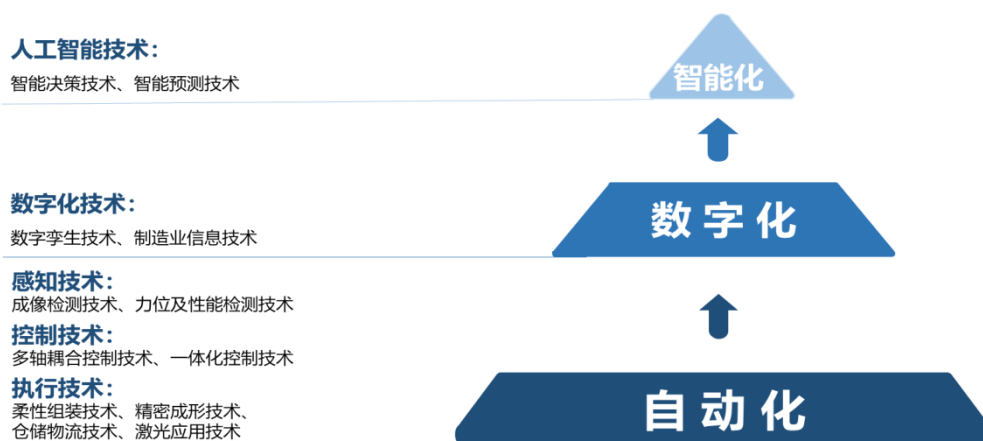 人工智能技术：
智能决策技术、智能预测技术
智能化
数字化技术：
数字孪生技术、制造业信息技术
数字化
感知技术：
成像检测技术、力位及性能检测技术
控制技术：
多轴耦合控制技术、一体化控制技术
执行技术：
柔性组装技术、精密成形技术、
仓储物流技术、激光应用技术
自动化